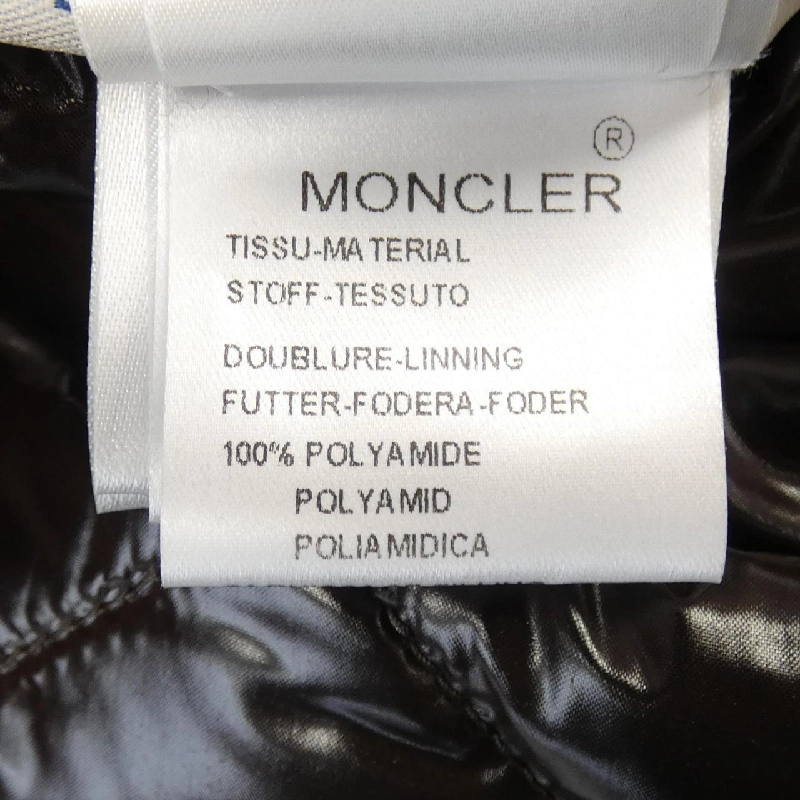 ®
MONCLER
TISSU-MATERIAL
STOFF-TESSUTO
DOUBLURE-LINNING
FUTTER-FODERA-FODER
100% POLYAMIDE
POLYAMID
POLIAMIDICA